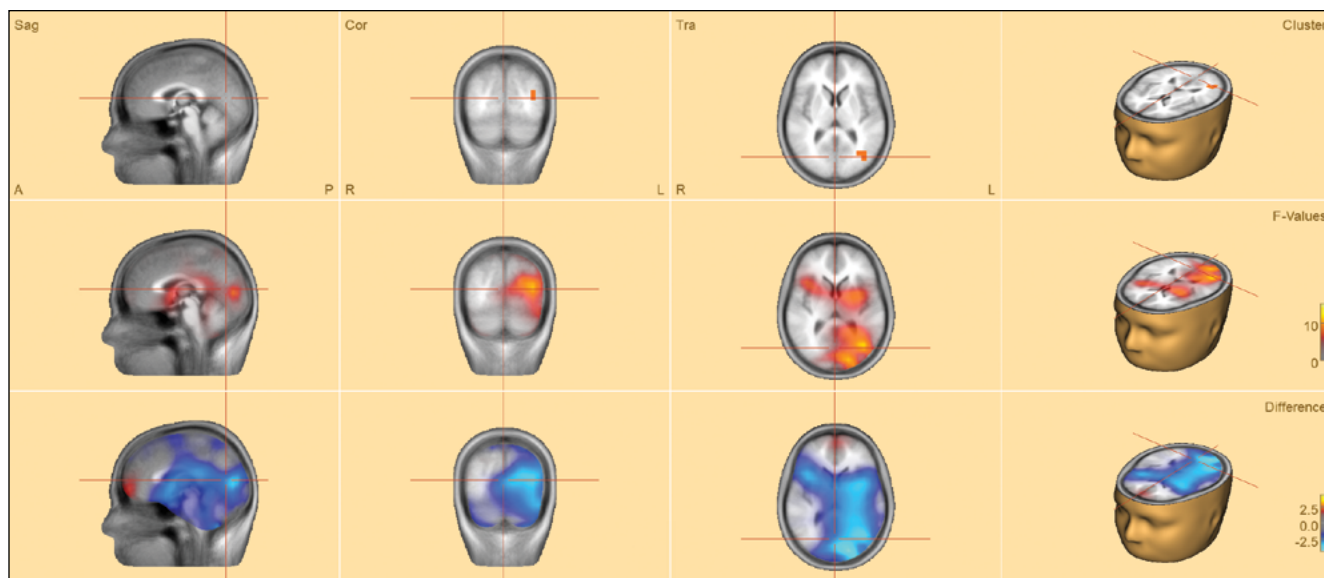 Sag
Cor
Tra
Cluster
A
P
R
L
R
L
F-Values
10
0
Difference
2.5
0.0
-2.5